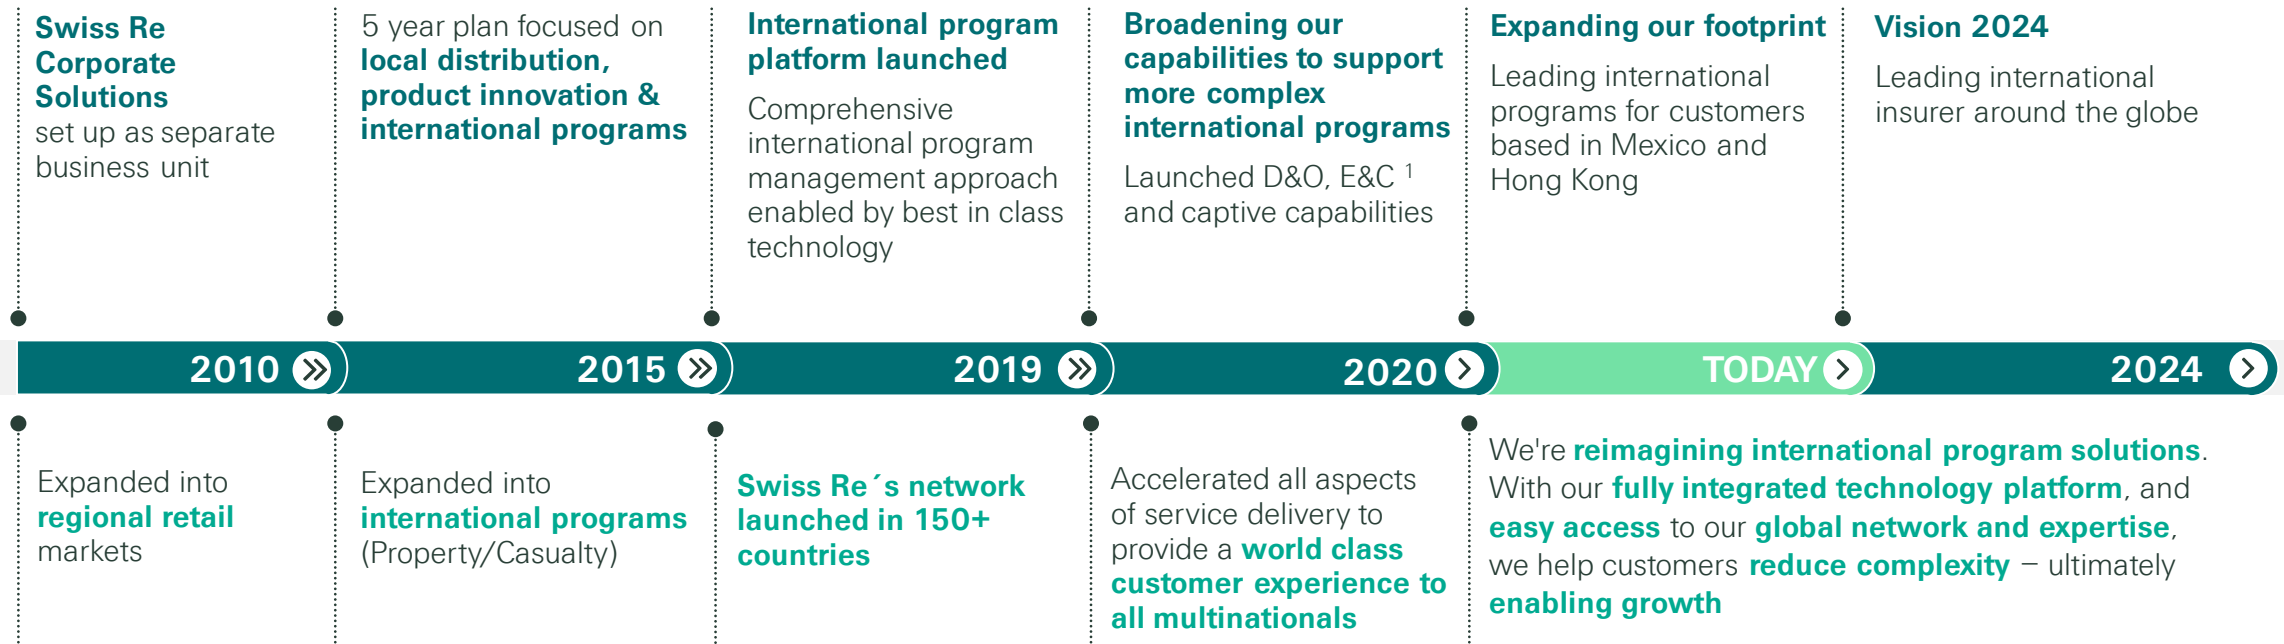 Swiss Re
Corporate
Solutions
set up as separate
business unit
5 year plan focused on
local distribution,
product innovation &
international programs
International program
platform launched
Comprehensive
international program
management approach
enabled by best in class
technology
Broadening our
capabilities to support
more complex
international programs
Launched D&O, E&C ¹
and captive capabilities
Expanding our footprint
Leading international
programs for customers
based in Mexico and
Hong Kong
Vision 2024
Leading international
insurer around the globe
2010
2015
2019
2020
TODAY
2024
Expanded into
regional retail
markets
Expanded into
international programs
(Property/Casualty)
Swiss Re´s network
launched in 150+
countries
Accelerated all aspects
of service delivery to
provide a world class
customer experience to
all multinationals
We're reimagining international program solutions.
With our fully integrated technology platform, and
easy access to our global network and expertise,
we help customers reduce complexity – ultimately
enabling growth